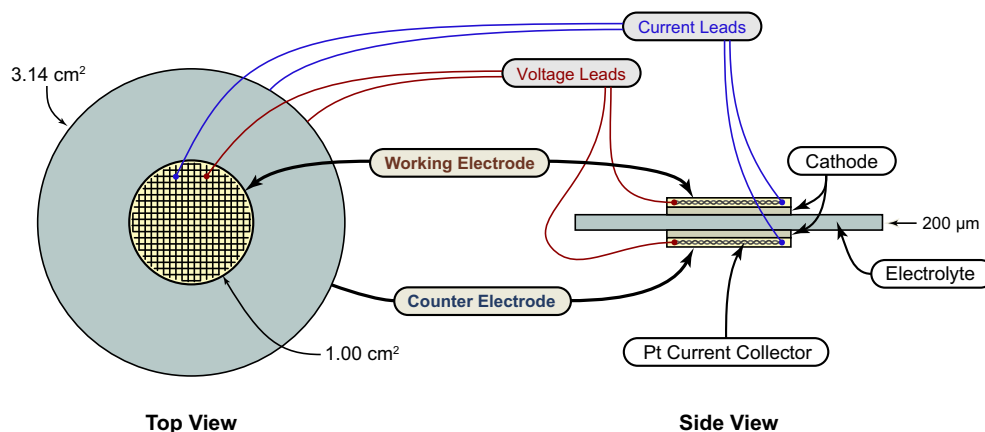 Current Leads
3.14 cm²
Voltage Leads
Working Electrode
Cathode
200 µm
Electrolyte
Counter Electrode
1.00 cm²
Pt Current Collector
Top View
Side View